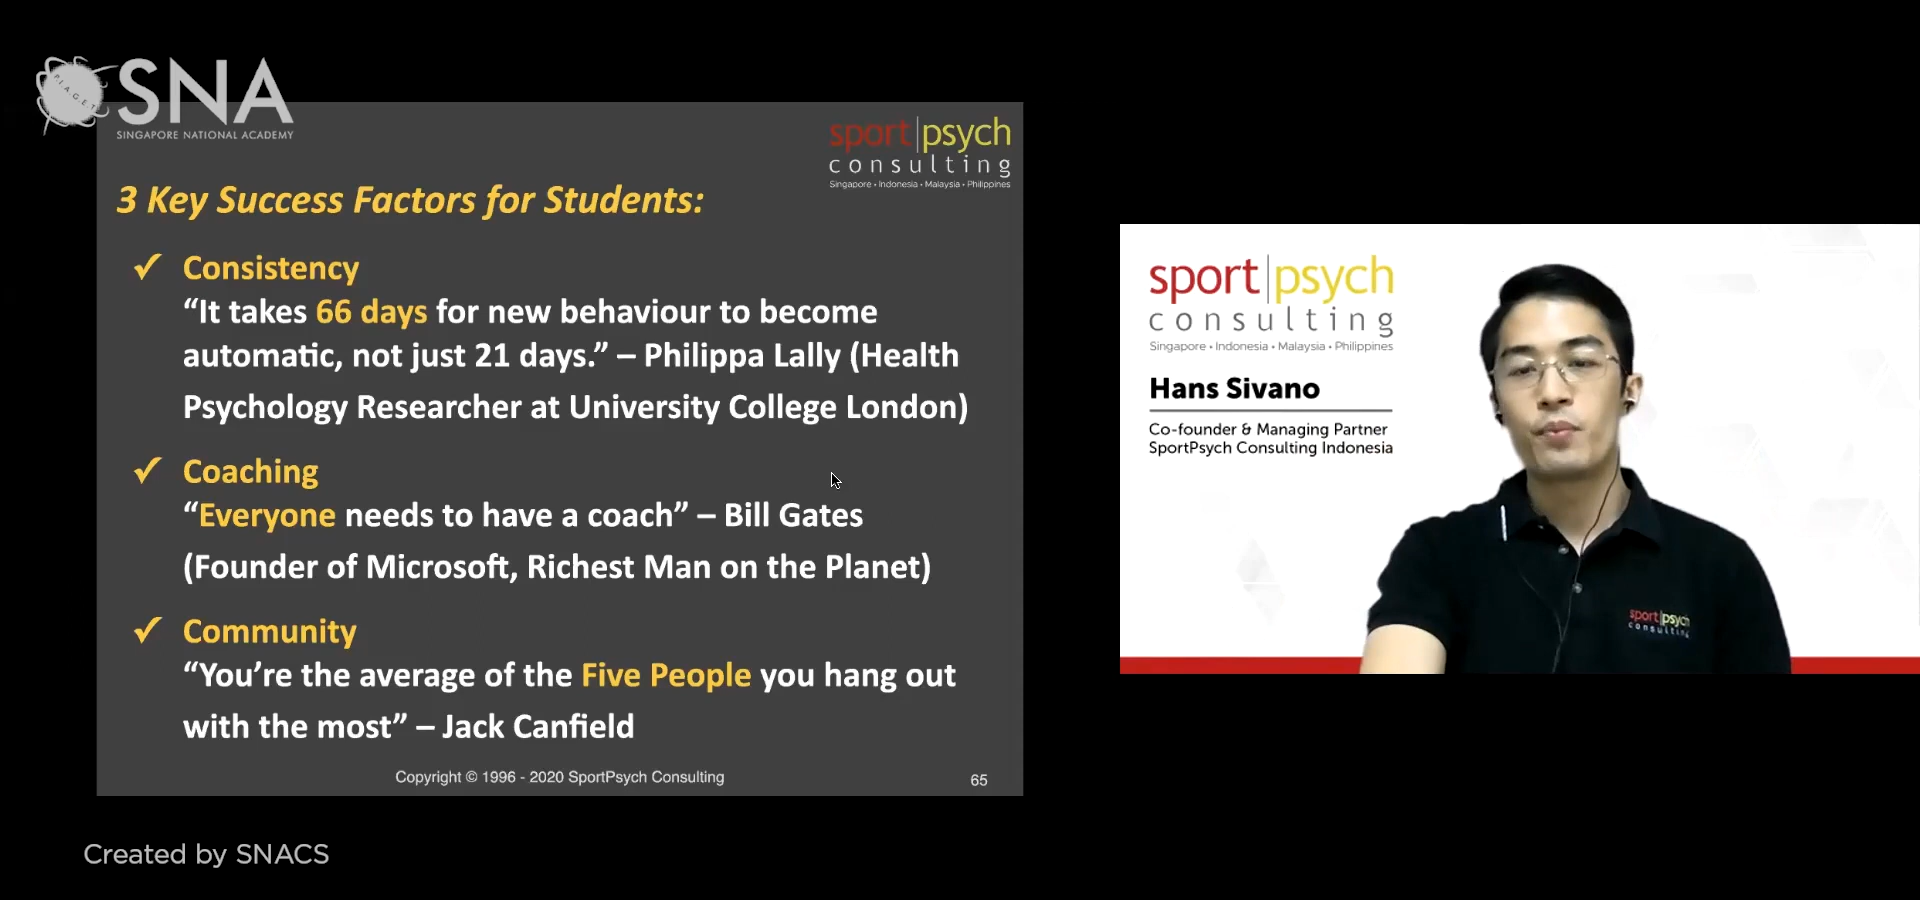 SNA
SINGAPORE NATIONAL ACADEMY
PIAGET
sport|psych
consulting
Singapore • Indonesia • Malaysia • Philippines
3 Key Success Factors for Students:
✓ Consistency
“It takes 66 days for new behaviour to become
automatic, not just 21 days.” – Philippa Lally (Health
Psychology Researcher at University College London)
✓ Coaching
“Everyone needs to have a coach” – Bill Gates
(Founder of Microsoft, Richest Man on the Planet)
✓ Community
“You’re the average of the Five People you hang out
with the most” – Jack Canfield
Copyright © 1996 - 2020 SportPsych Consulting
65
Created by SNACS
sport|psych
consulting
Singapore • Indonesia • Malaysia • Philippines
Hans Sivano
Co-founder & Managing Partner
SportPsych Consulting Indonesia
sport|psych
consulting